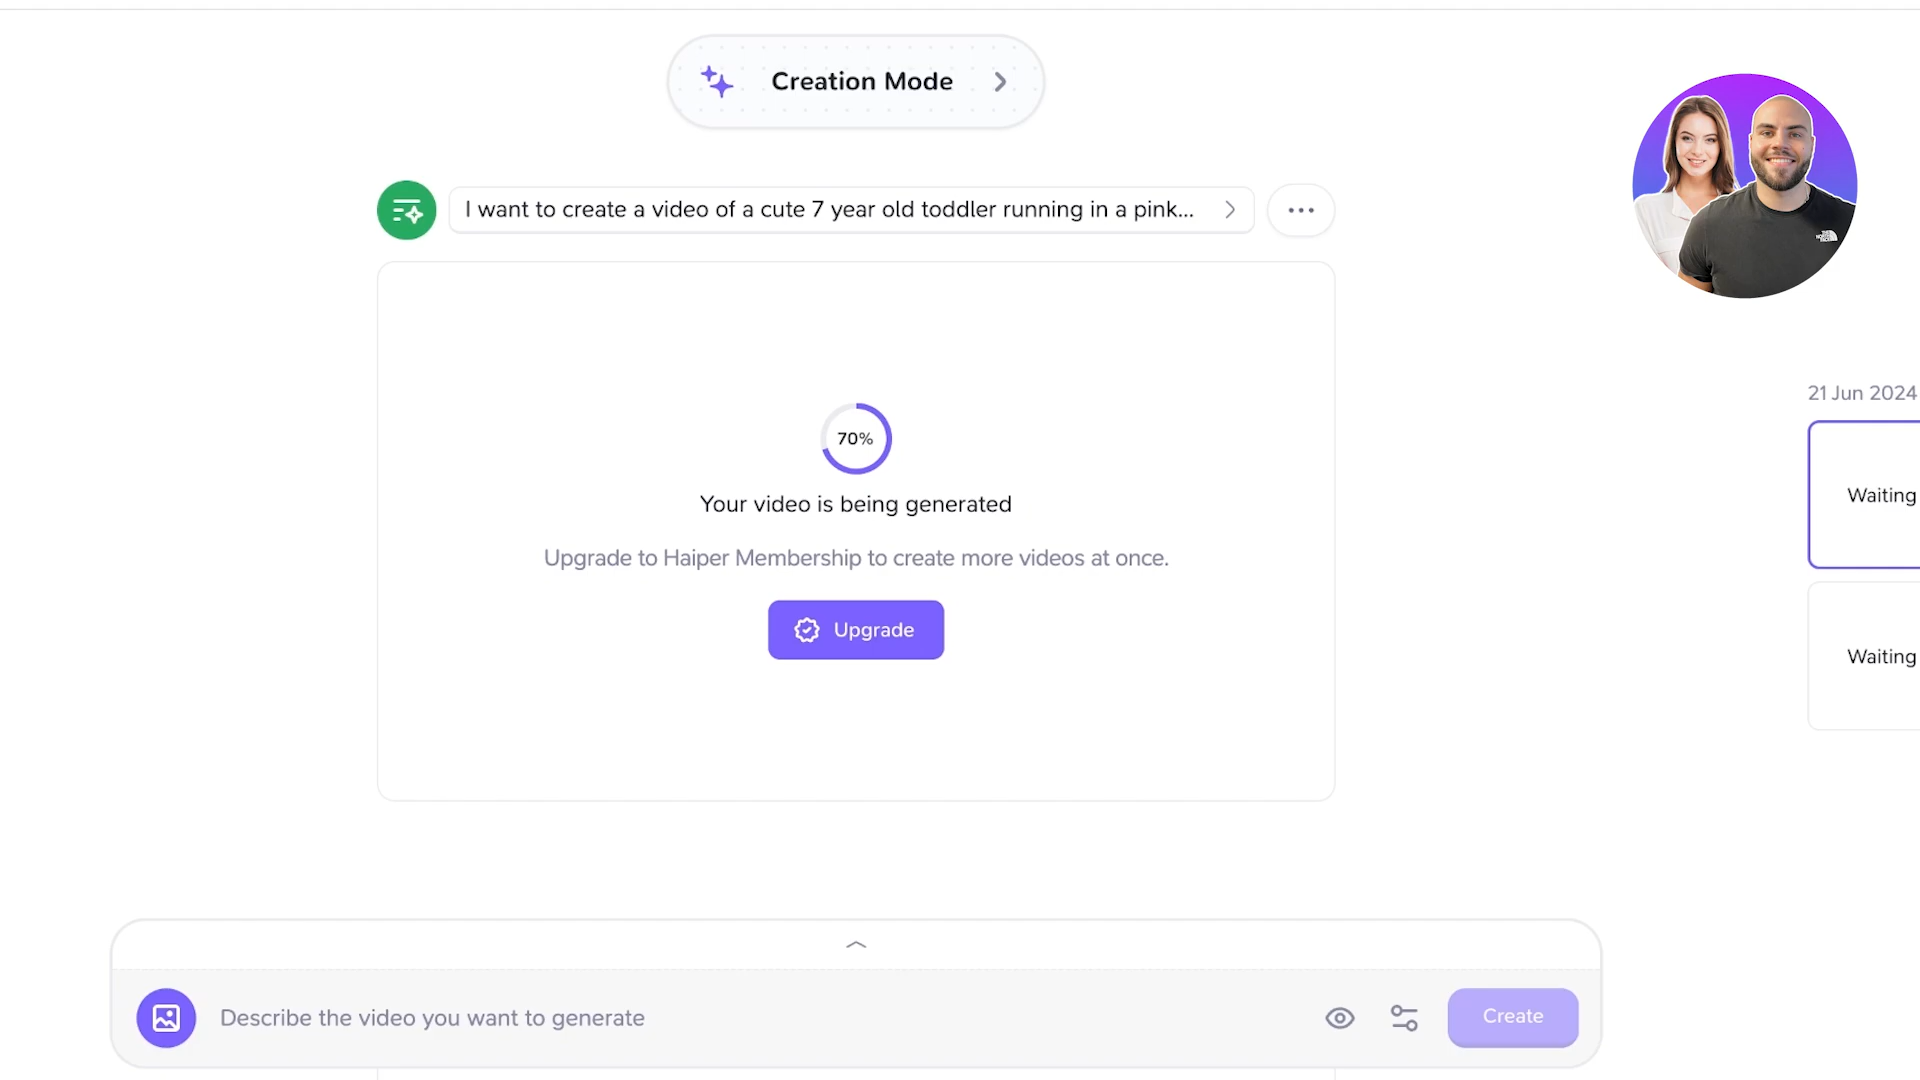 Creation Mode
I want to create a video of a cute 7 year old toddler running in a pink...
21 Jun 2024
70%
Your video is being generated
Waiting
Upgrade to Haiper Membership to create more videos at once.
Upgrade
Waiting
Describe the video you want to generate
Create